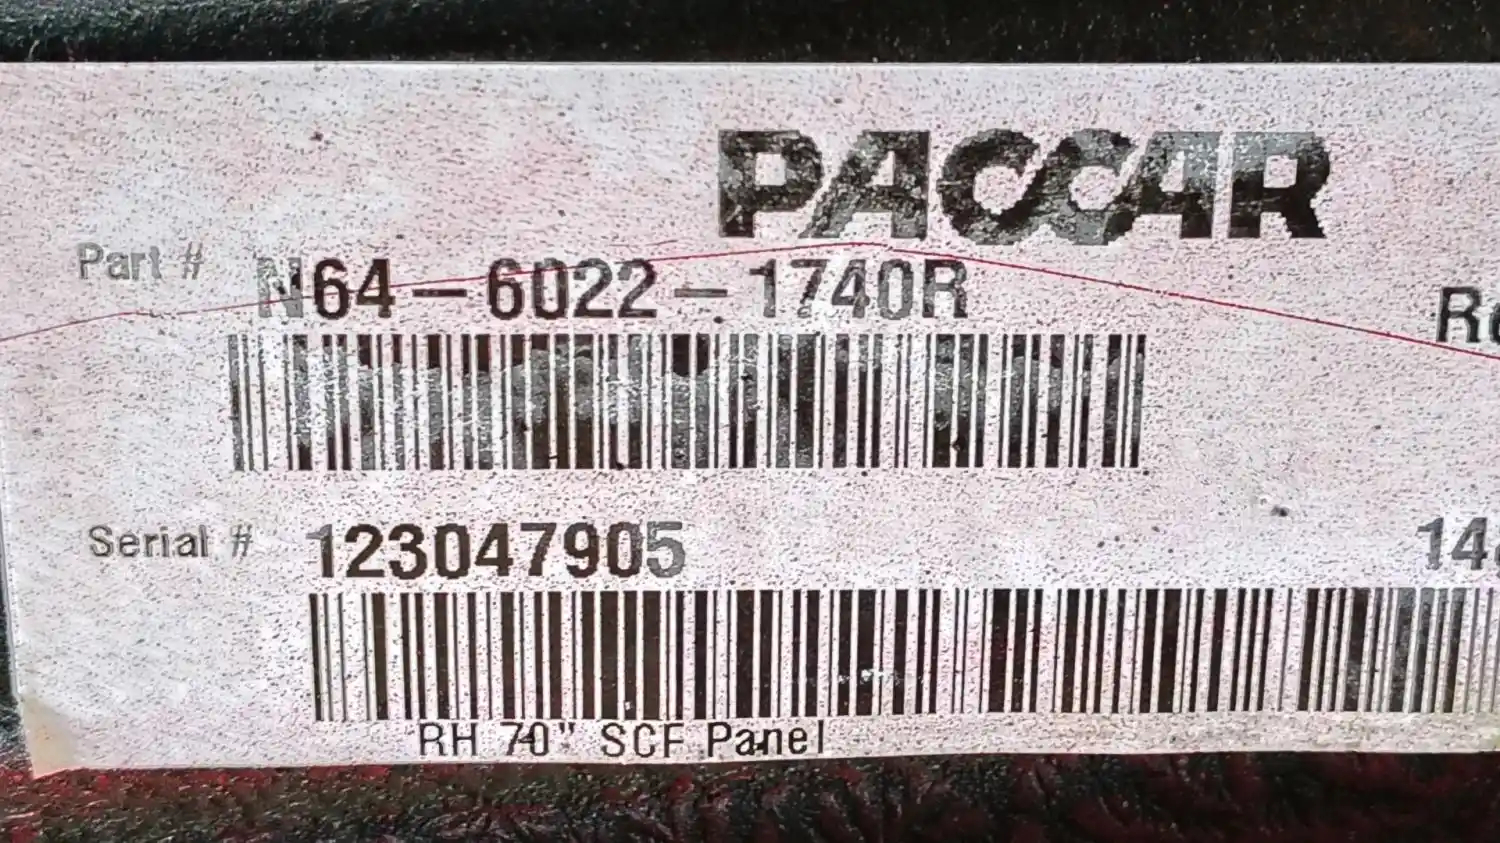 PACCAR
Part # N64-6022-1740R
Serial # 123047905
RH 70" SCF Panel